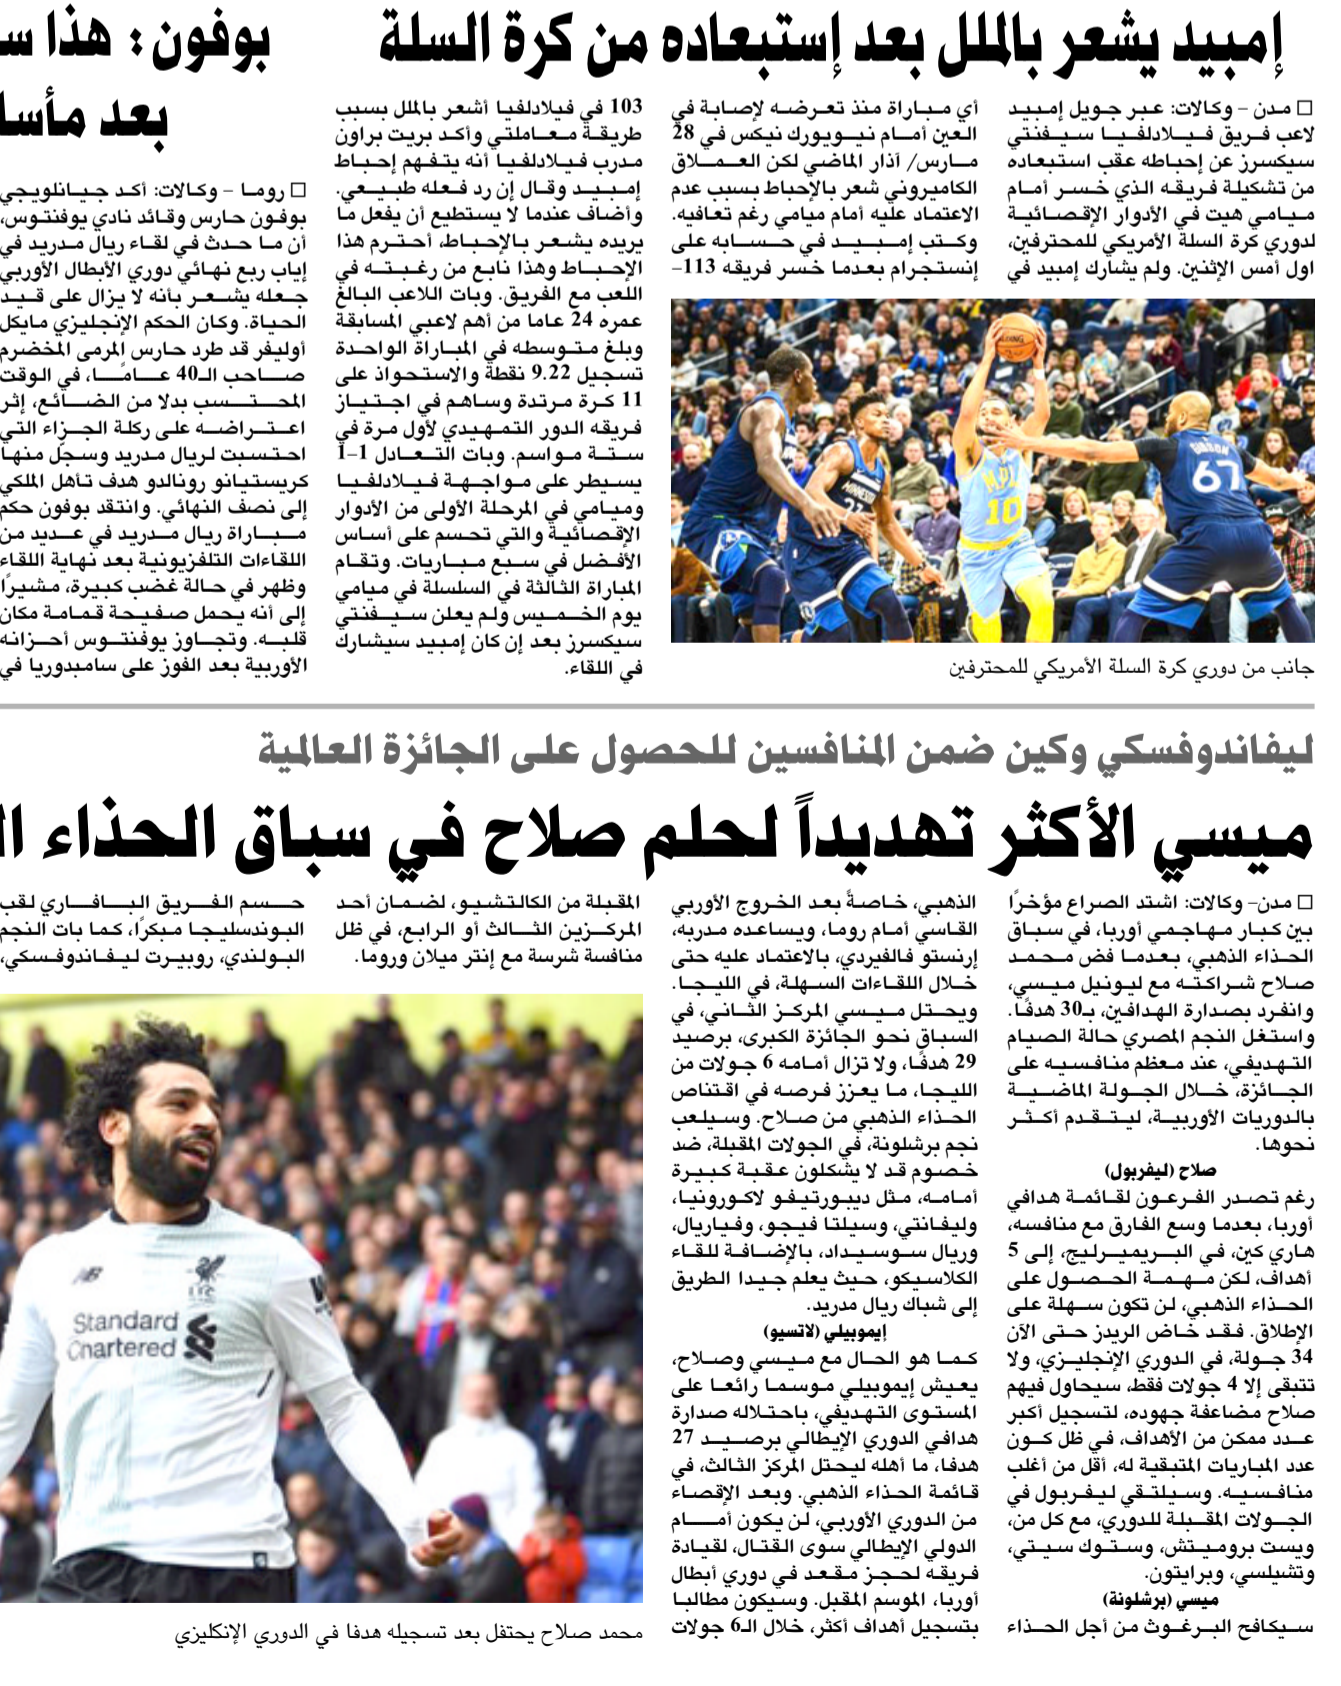 إمبيد يشعر بالملل بعد إستبعاده من كرة السلة
□ مدن – وكالات: عبر جويل إمبيد
لاعب فريق فيلادلفيا سيفنتي
سيكسرز عن إحباطه عقب استبعاده
من تشكيلة فريقه الذي خسر أمام
ميامي هيت في الأدوار الإقصائية
لدوري كرة السلة الأمريكي للمحترفين،
اول أمس الإثنين. ولم يشارك إمبيد في
أي مباراة منذ تعرضه لإصابة في
العين أمام نيويورك نيكس في 28
مارس/ آذار الماضي لكن العملاق
الكاميروني شعر بالإحباط بسبب عدم
الاعتماد عليه أمام ميامي رغم تعافيه.
وكتب إمبيد في حسابه على
إنستجرام بعدما خسر فريقه 113–
103 في فيلادلفيا أشعر بالملل بسبب
طريقة معاملتي وأكد بريت براون
مدرب فيلادلفيا أنه يتفهم إحباط
إمبيد وقال إن رد فعله طبيعي.
وأضاف عندما لا يستطيع أن يفعل ما
يريده يشعر بالإحباط، أحترم هذا
الإحباط وهذا نابع من رغبته في
اللعب مع الفريق. وبات اللاعب البالغ
عمره 24 عاما من أهم لاعبي المسابقة
وبلغ متوسطه في المباراة الواحدة
تسجيل 9.22 نقطة والاستحواذ على
11 كرة مرتدة وساهم في اجتياز
فريقه الدور التمهيدي لأول مرة في
ستة مواسم. وبات التعادل 1–1
يسيطر على مواجهة فيلادلفيا
وميامي في المرحلة الأولى من الأدوار
الإقصائية والتي تحسم على أساس
الأفضل في سبع مباريات. وتقام
المباراة الثالثة في السلسلة في ميامي
يوم الخميس ولم يعلن سيفنتي
سيكسرز بعد إن كان إمبيد سيشارك
في اللقاء.
SPALDING
MINNESOTA
MPLS
10
GIBSON
67
جانب من دوري كرة السلة الأمريكي للمحترفين
بوفون: هذا
بعد
□ روما – وكالات: أكد جيانلويجي
بوفون حارس وقائد نادي يوفنتوس،
أن ما حدث في لقاء ريال مدريد في
إياب ربع نهائي دوري الأبطال الأوربي
جعله يشعر بأنه لا يزال على قيد
الحياة. وكان الحكم الإنجليزي مايكل
أوليفر قد طرد حارس المرمى المخضرم
صاحب الـ40 عامًا، في الوقت
المحتسب بدلا من الضائع، إثر
اعتراضه على ركلة الجزاء التي
احتسبت لريال مدريد وسجل منها
كريستيانو رونالدو هدف تأهل الملكي
إلى نصف النهائي. وانتقد بوفون حكم
مباراة ريال مدريد في عديد من
اللقاءات التلفزيونية بعد نهاية اللقاء
وظهر في حالة غضب كبيرة، مشيرًا
إلى أنه يحمل صفيحة قمامة مكان
قلبه. وتجاوز يوفنتوس أحزانه
الأوربية بعد الفوز على سامبدوريا في
ليفاندوفسكي وكين ضمن المنافسين للحصول على الجائزة العالمية
ميسي الأكثر تهديداً لحلم صلاح في سباق الحذاء
□ مدن– وكالات: اشتد الصراع مؤخرًا
بين كبار مهاجمي أوربا، في سباق
الحذاء الذهبي، بعدما فض محمد
صلاح شراكته مع ليونيل ميسي،
وانفرد بصدارة الهدافين، بـ30 هدفًا.
واستغل النجم المصري حالة الصيام
التهديفي، عند معظم منافسيه على
الجائزة، خلال الجولة الماضية
بالدوريات الأوربية، ليتقدم أكثر
نحوها.
صلاح (ليفربول)
رغم تصدر الفرعون لقائمة هدافي
أوربا، بعدما وسع الفارق مع منافسه،
هاري كين، في البريميرليج، إلى 5
أهداف، لكن مهمة الحصول على
الحذاء الذهبي، لن تكون سهلة على
الإطلاق. فقد خاض الريدز حتى الآن
34 جولة، في الدوري الإنجليزي، ولا
تتبقى إلا 4 جولات فقط، سيحاول فيهم
صلاح مضاعفة جهوده، لتسجيل أكبر
عدد ممكن من الأهداف، في ظل كون
عدد المباريات المتبقية له، أقل من أغلب
منافسيه. وسيلتقي ليفربول في
الجولات المقبلة للدوري، مع كل من،
ويست بروميتش، وستوك سيتي،
وتشيلسي، وبرايتون.
ميسي (برشلونة)
سيكافح البرغوث من أجل الحذاء
الذهبي، خاصةً بعد الخروج الأوربي
القاسي أمام روما، ويساعده مدربه،
إرنستو فالفيردي، بالاعتماد عليه حتى
خلال اللقاءات السهلة، في الليجا.
ويحتل ميسي المركز الثاني، في
السباق نحو الجائزة الكبرى، برصيد
29 هدفًا، ولا تزال أمامه 6 جولات من
الليجا، ما يعزز فرصه في اقتناص
الحذاء الذهبي من صلاح. وسيلعب
نجم برشلونة، في الجولات المقبلة، ضد
خصوم قد لا يشكلون عقبة كبيرة
أمامه، مثل ديبورتيفو لاكورونيا،
وليفانتي، وسيلتا فيجو، وفياريال،
وريال سوسيداد، بالإضافة للقاء
الكلاسيكو، حيث يعلم جيدا الطريق
إلى شباك ريال مدريد.
إيموبيلي (لاتسيو)
كما هو الحال مع ميسي وصلاح،
يعيش إيموبيلي موسما رائعا على
المستوى التهديفي، باحتلاله صدارة
هدافي الدوري الإيطالي برصيد 27
هدفا، ما أهله ليحتل المركز الثالث، في
قائمة الحذاء الذهبي. وبعد الإقصاء
من الدوري الأوربي، لن يكون أمام
الدولي الإيطالي سوى القتال، لقيادة
فريقه لحجز مقعد في دوري أبطال
أوربا، الموسم المقبل. وسيكون مطالبا
بتسجيل أهداف أكثر، خلال الـ6 جولات
المقبلة من الكالتشيو، لضمان أحد
المركزين الثالث أو الرابع، في ظل
منافسة شرسة مع إنتر ميلان وروما.
حسم الفريق البافاري لقب
البوندسليجا مبكرًا، كما بات النجم
البولندي، روبيرت ليفاندوفسكي،
Standard
Chartered
محمد صلاح يحتفل بعد تسجيله هدفا في الدوري الإنكليزي